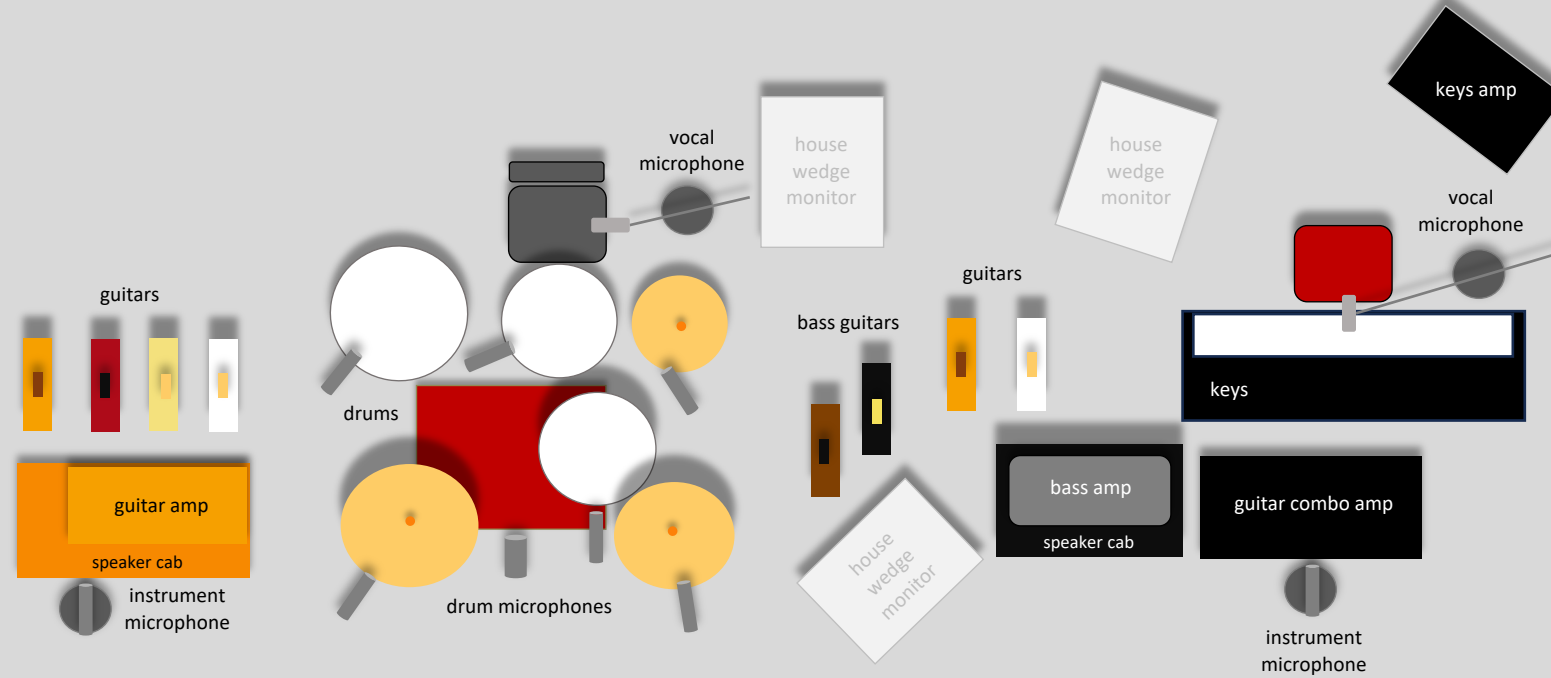 keys amp
vocal
microphone
house
wedge
monitor
house
wedge
monitor
vocal
microphone
guitars
guitars
bass guitars
keys
drums
guitar amp
speaker cab
bass amp
speaker cab
guitar combo amp
house
wedge
monitor
instrument
microphone
drum microphones
instrument
microphone